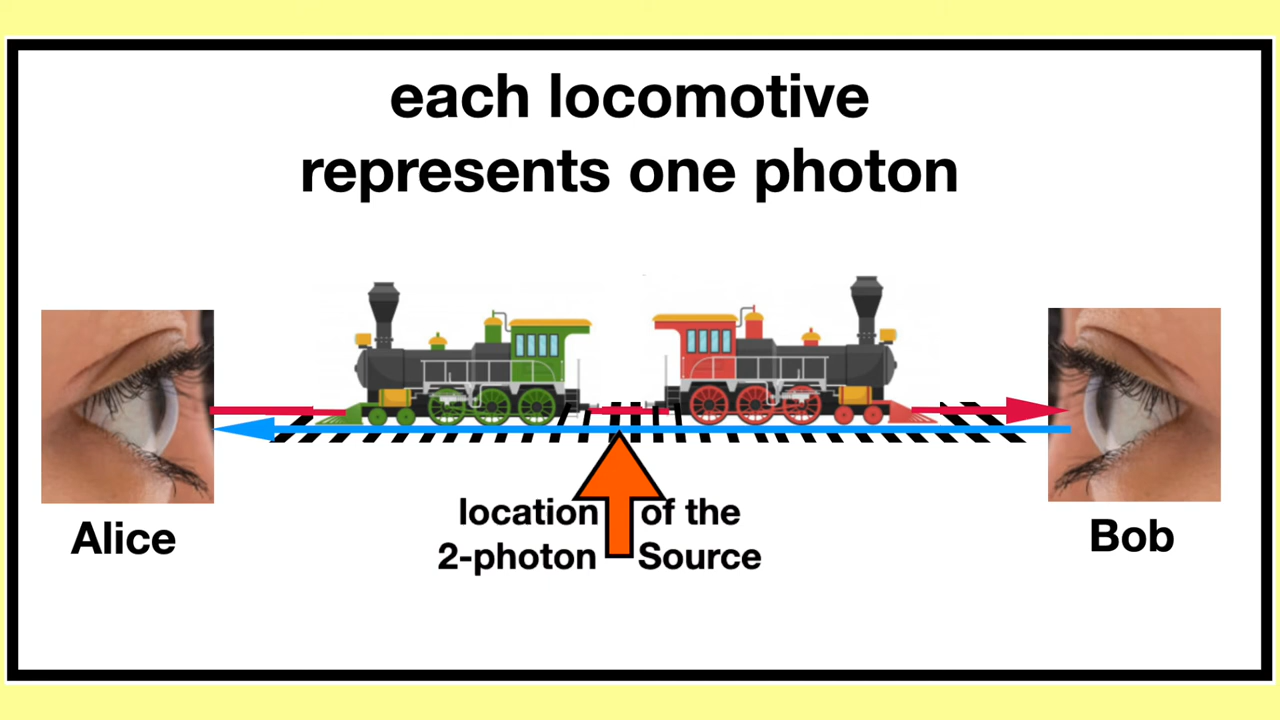 each locomotive
represents one photon
location of the
2-photon Source
Alice
Bob